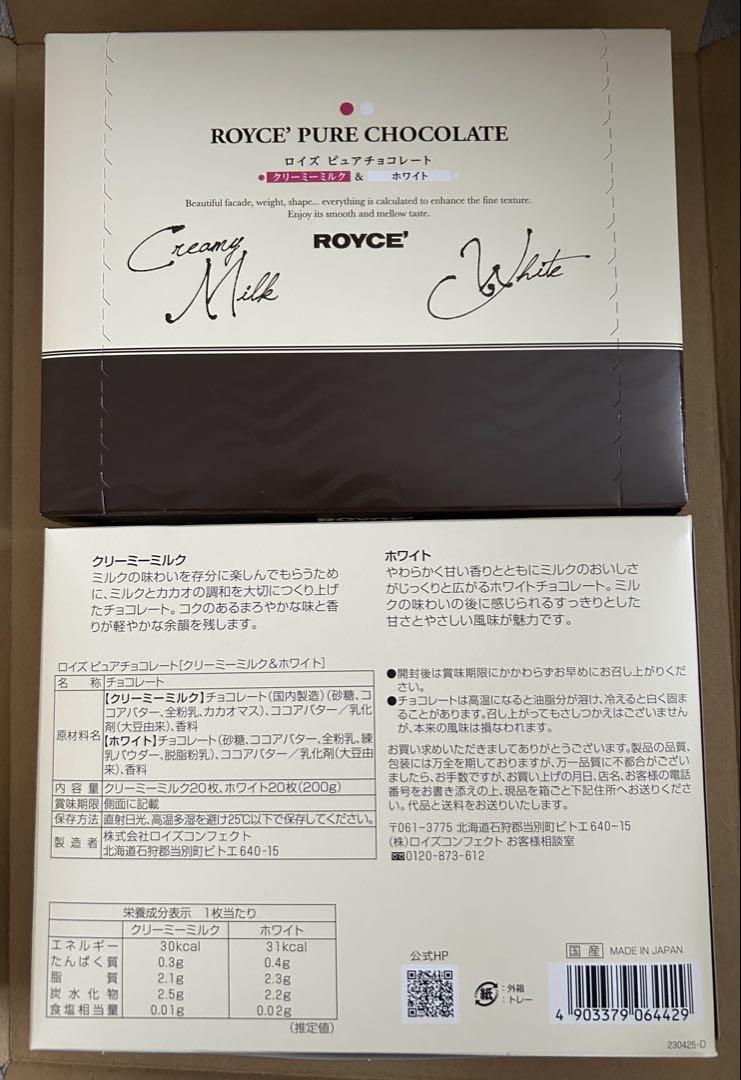 ROYCE' PURE CHOCOLATE
ロイズ ピュアチョコレート
クリーミーミルク & ホワイト
Beautiful facade, weight, shape... everything is calculated to enhance the fine texture.
Enjoy its smooth and mellow taste.
Creamy Milk
ROYCE'
White
ROYCE'
クリーミーミルク
ミルクの味わいを存分に楽しんでもらうため
に、ミルクとカカオの調和を大切につくり上げ
たチョコレート。コクのあるまろやかな味と香
りが軽やかな余韻を残します。
ホワイト
やわらかく甘い香りとともにミルクのおいしさ
がじっくりと広がるホワイトチョコレート。ミル
クの味わいの後に感じられるすっきりとした
甘さとやさしい風味が魅力です。
ロイズ ピュアチョコレート[クリーミーミルク&ホワイト]
名 称 チョコレート
原材料名 【クリーミーミルク】チョコレート(国内製造)(砂糖、コ
コアバター、全粉乳、カカオマス)、ココアバター/乳化
剤(大豆由来)、香料
【ホワイト】チョコレート(砂糖、ココアバター、全粉乳、練
乳パウダー、脱脂粉乳)、ココアバター/乳化剤(大豆由
来)、香料
内 容 量 クリーミーミルク20枚、ホワイト20枚(200g)
賞味期限 側面に記載
保存方法 直射日光、高温多湿を避け25℃以下で保存してください。
製 造 者 株式会社ロイズコンフェクト
北海道石狩郡当別町ビトエ640-15
●開封後は賞味期限にかかわらずお早めにお召し上がりくだ
さい。
●チョコレートは高温になると油脂分が溶け、冷えると白く固ま
ることがあります。召し上がってもさしつかえはございません
が、本来の風味は損なわれます。
お買い求めいただきましてありがとうございます。製品の品質、
包装には万全を期しておりますが、万一品質に不都合がござい
ましたら、お手数ですが、お買い上げの月日、店名、お客様の電話
番号をお書き添えの上、現品を箱ごと下記住所へお送りくださ
い。代品と送料をお送りいたします。
〒061-3775 北海道石狩郡当別町ビトエ640-15
(株)ロイズコンフェクト お客様相談室
0120-873-612
栄養成分表示 1枚当たり
クリーミーミルク ホワイト
エネルギー 30kcal 31kcal
たんぱく質 0.3g 0.4g
脂 質 2.1g 2.3g
炭水化物 2.5g 2.2g
食塩相当量 0.01g 0.02g
(推定値)
公式HP
紙
:外箱
:トレー
国産 MADE IN JAPAN
4 903379 064429
230425-D